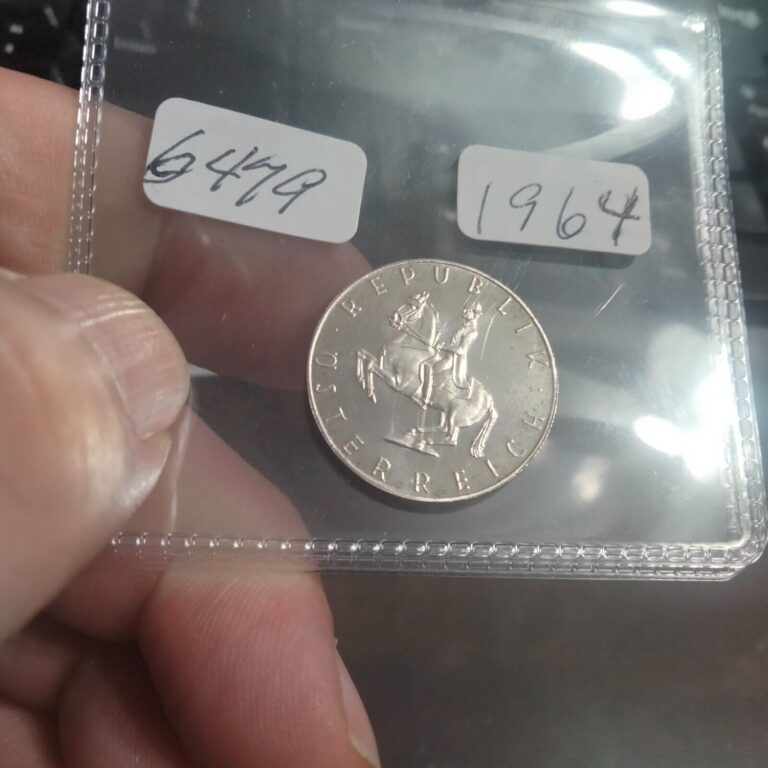 6479
1964
· REPUBLIK · ÖSTERREICH